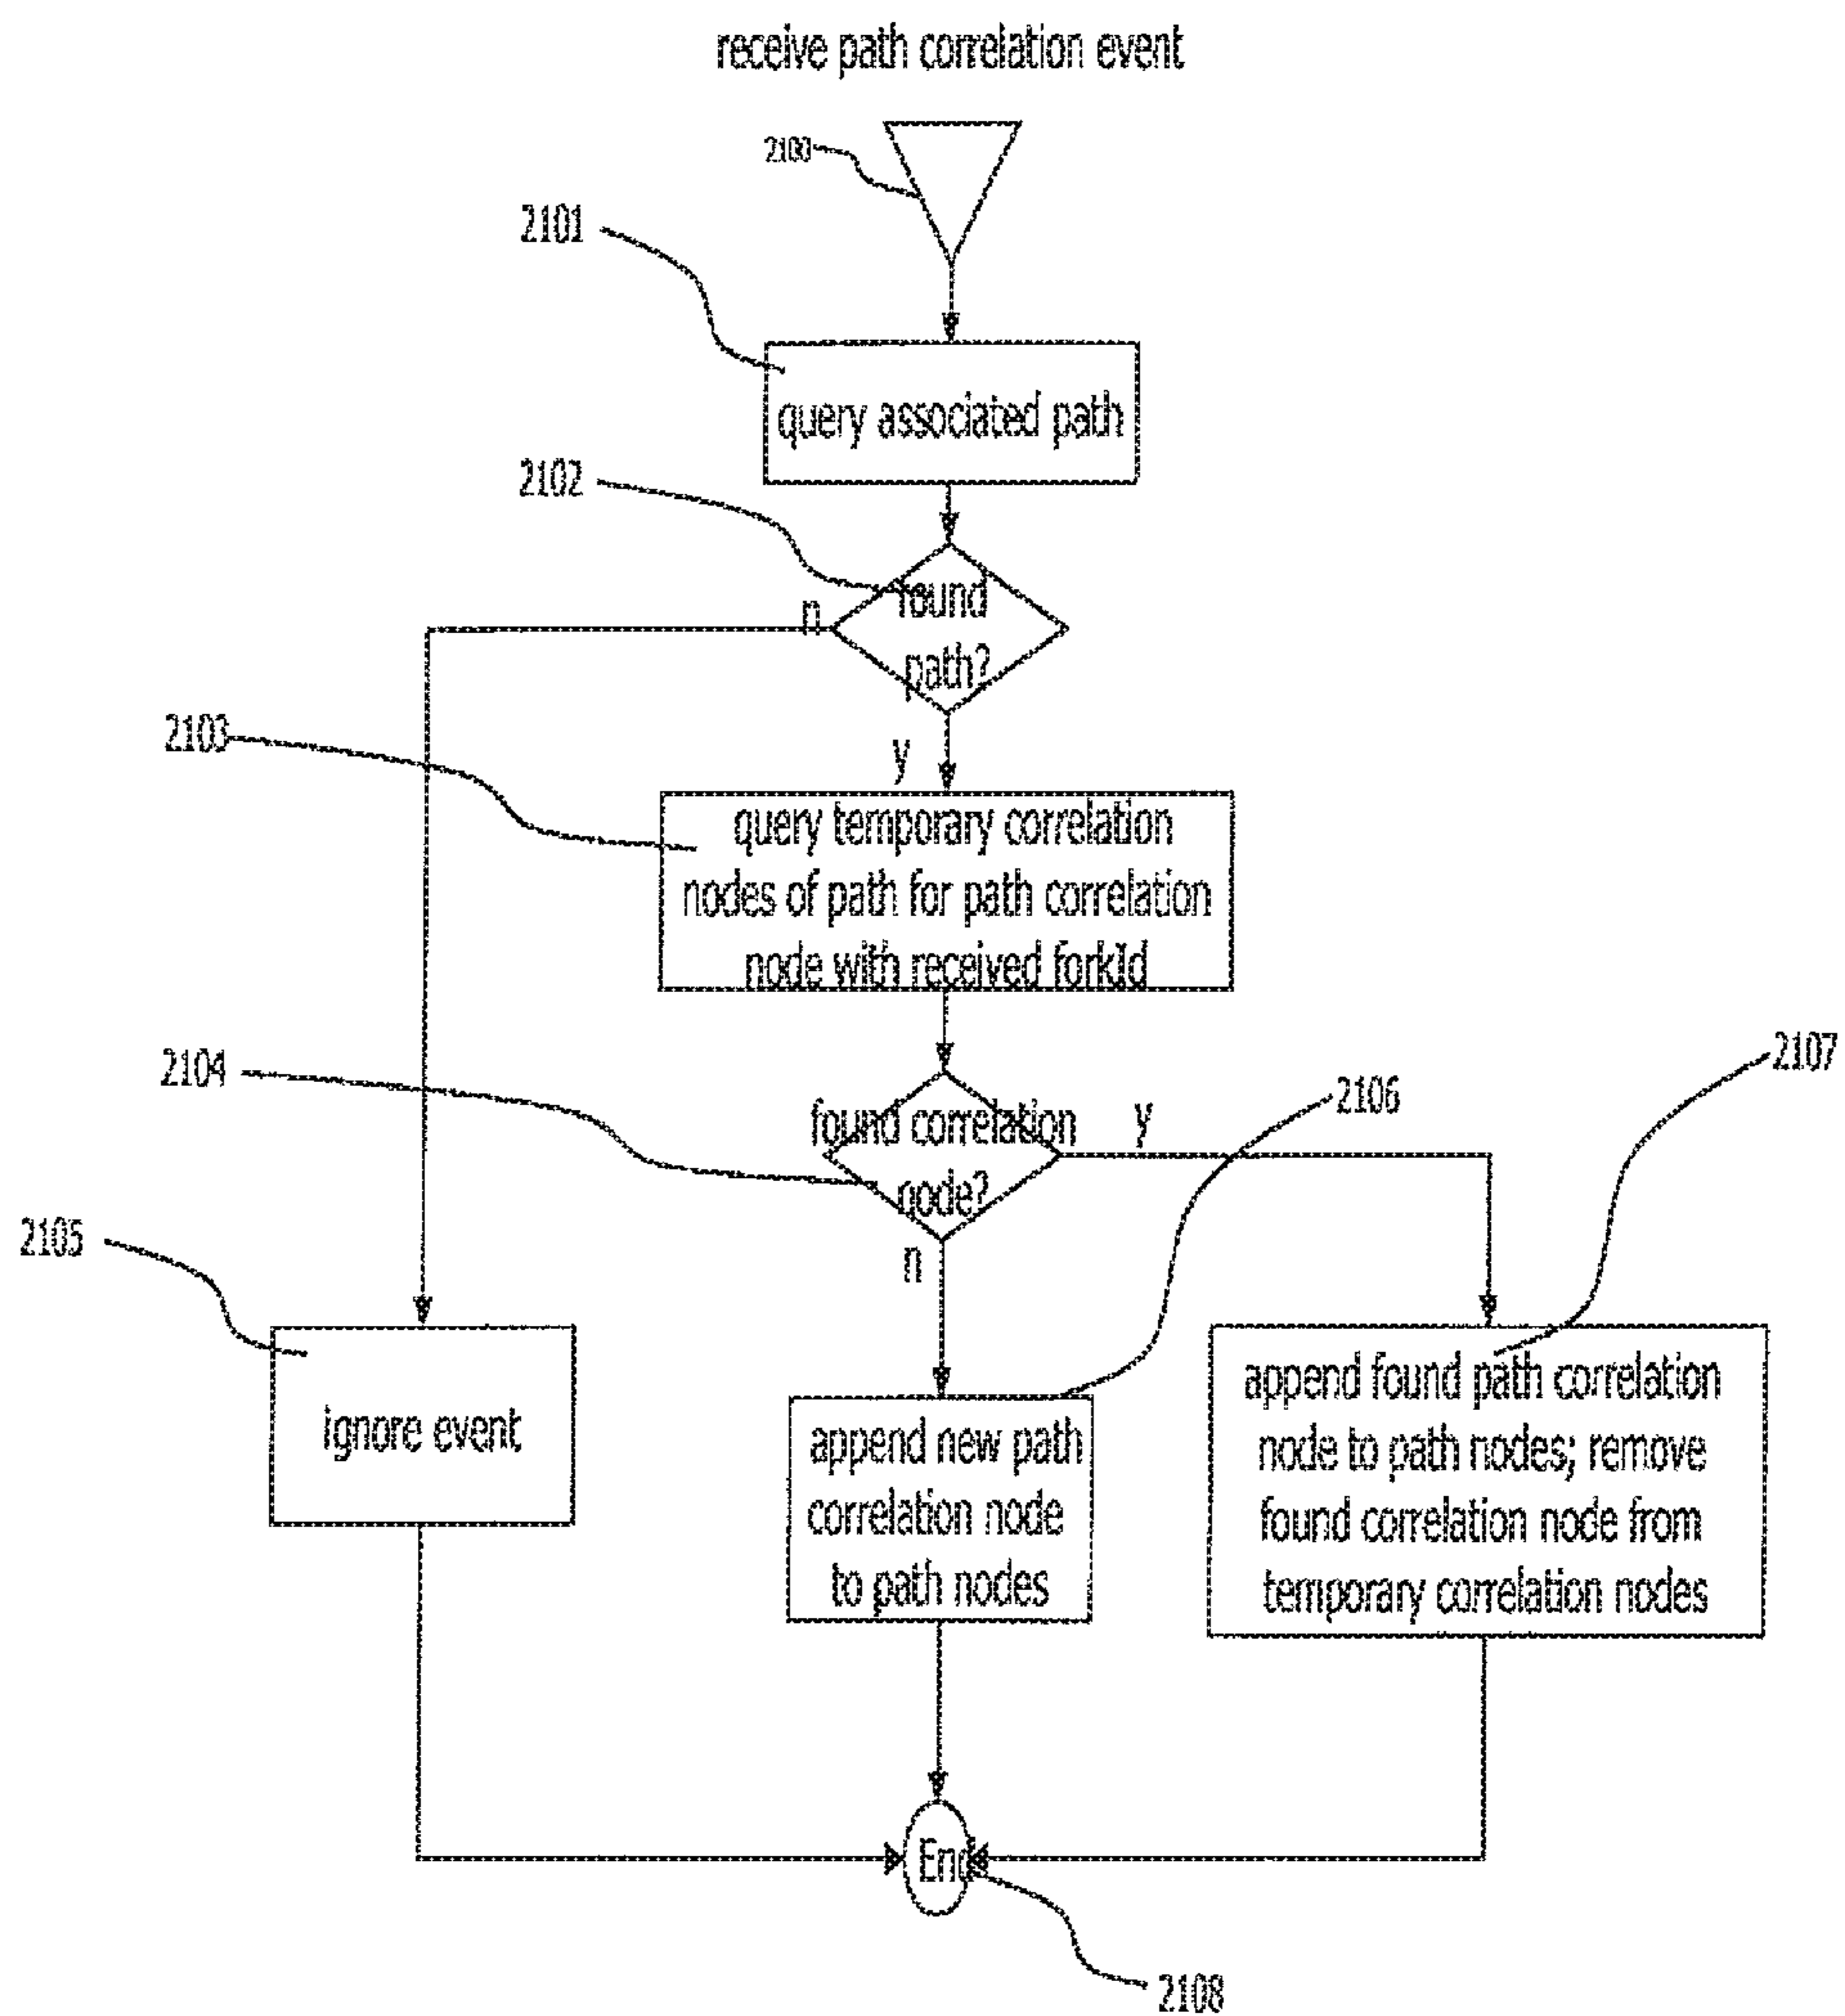 receive path correlation event
2100
2101
query associated path
2102
found
path?
n
y
2103
query temporary correlation
nodes of path for path correlation
node with received forkId
2104
found correlation
node?
y
n
2106
2107
2105
ignore event
append new path
correlation node
to path nodes
append found path correlation
node to path nodes; remove
found correlation node from
temporary correlation nodes
End
2108